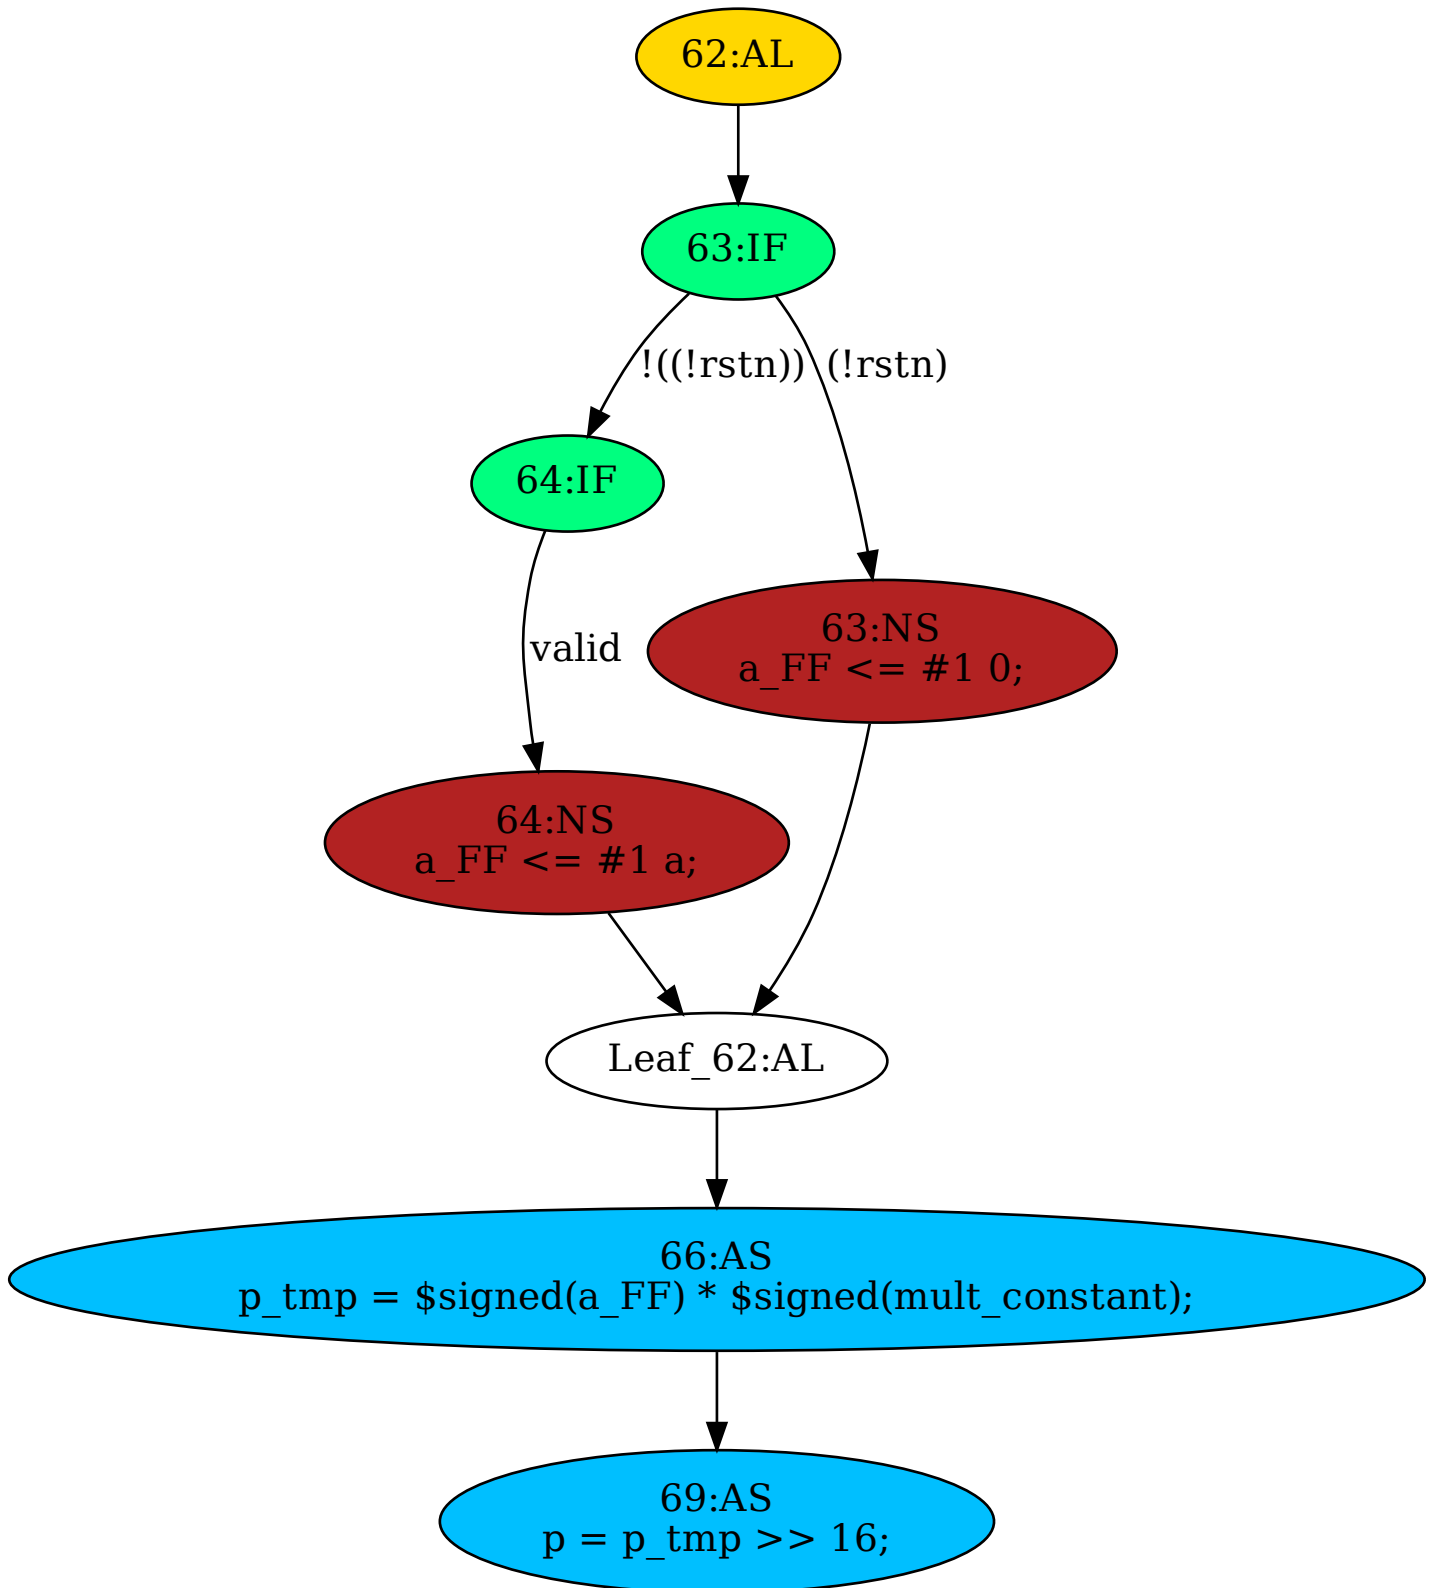 62:AL
63:IF
!((!rstn))
(!rstn)
64:IF
63:NS
a_FF <= #1 0;
valid
64:NS
a_FF <= #1 a;
Leaf_62:AL
66:AS
p_tmp = $signed(a_FF) * $signed(mult_constant);
69:AS
p = p_tmp >> 16;